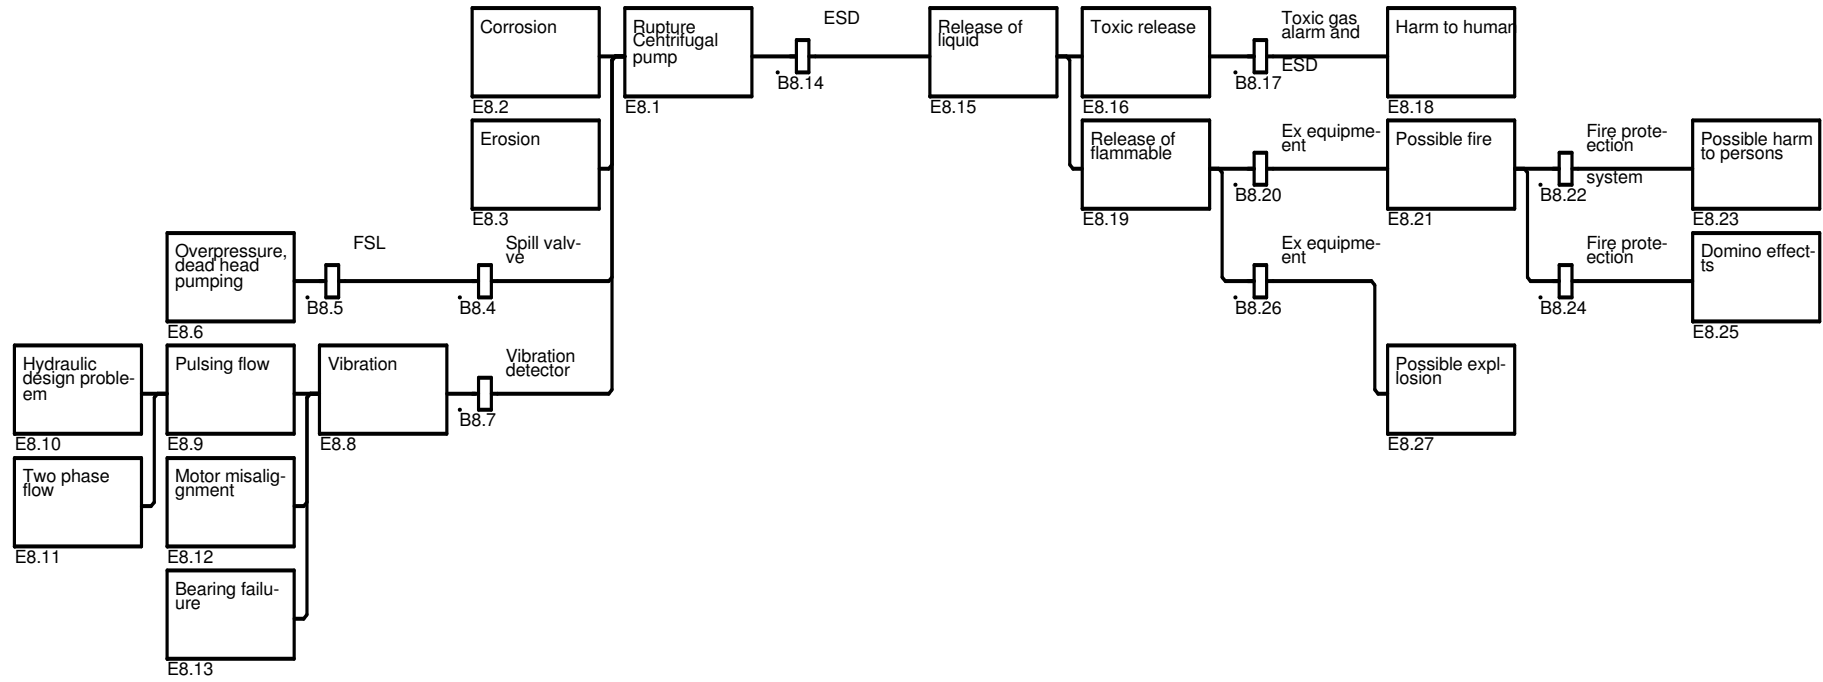 Corrosion
E8.2
Rupture
Centrifugal
pump
E8.1
ESD
B8.14
Release of
liquid
E8.15
Toxic release
E8.16
Toxic gas
alarm and
ESD
B8.17
Harm to human
E8.18
Erosion
E8.3
Release of
flammable
E8.19
Ex equipme-
ent
B8.20
Possible fire
E8.21
Fire prote-
ection
system
B8.22
Possible harm
to persons
E8.23
Overpressure,
dead head
pumping
E8.6
FSL
B8.5
Spill valv-
ve
B8.4
Ex equipme-
ent
B8.26
Fire prote-
ection
B8.24
Domino effect-
ts
E8.25
Hydraulic
design proble-
em
E8.10
Pulsing flow
E8.9
Vibration
E8.8
Vibration
detector
B8.7
Possible expl-
losion
E8.27
Two phase
flow
E8.11
Motor misalig-
gnment
E8.12
Bearing failu-
ure
E8.13